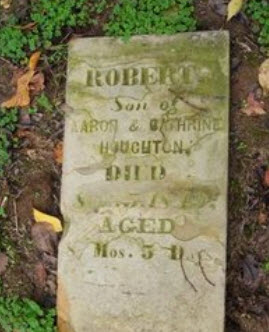 ROBERT
Son of
AARON & CATHRINE
HOUGHTON.
DIED
AGED
Mos. 5